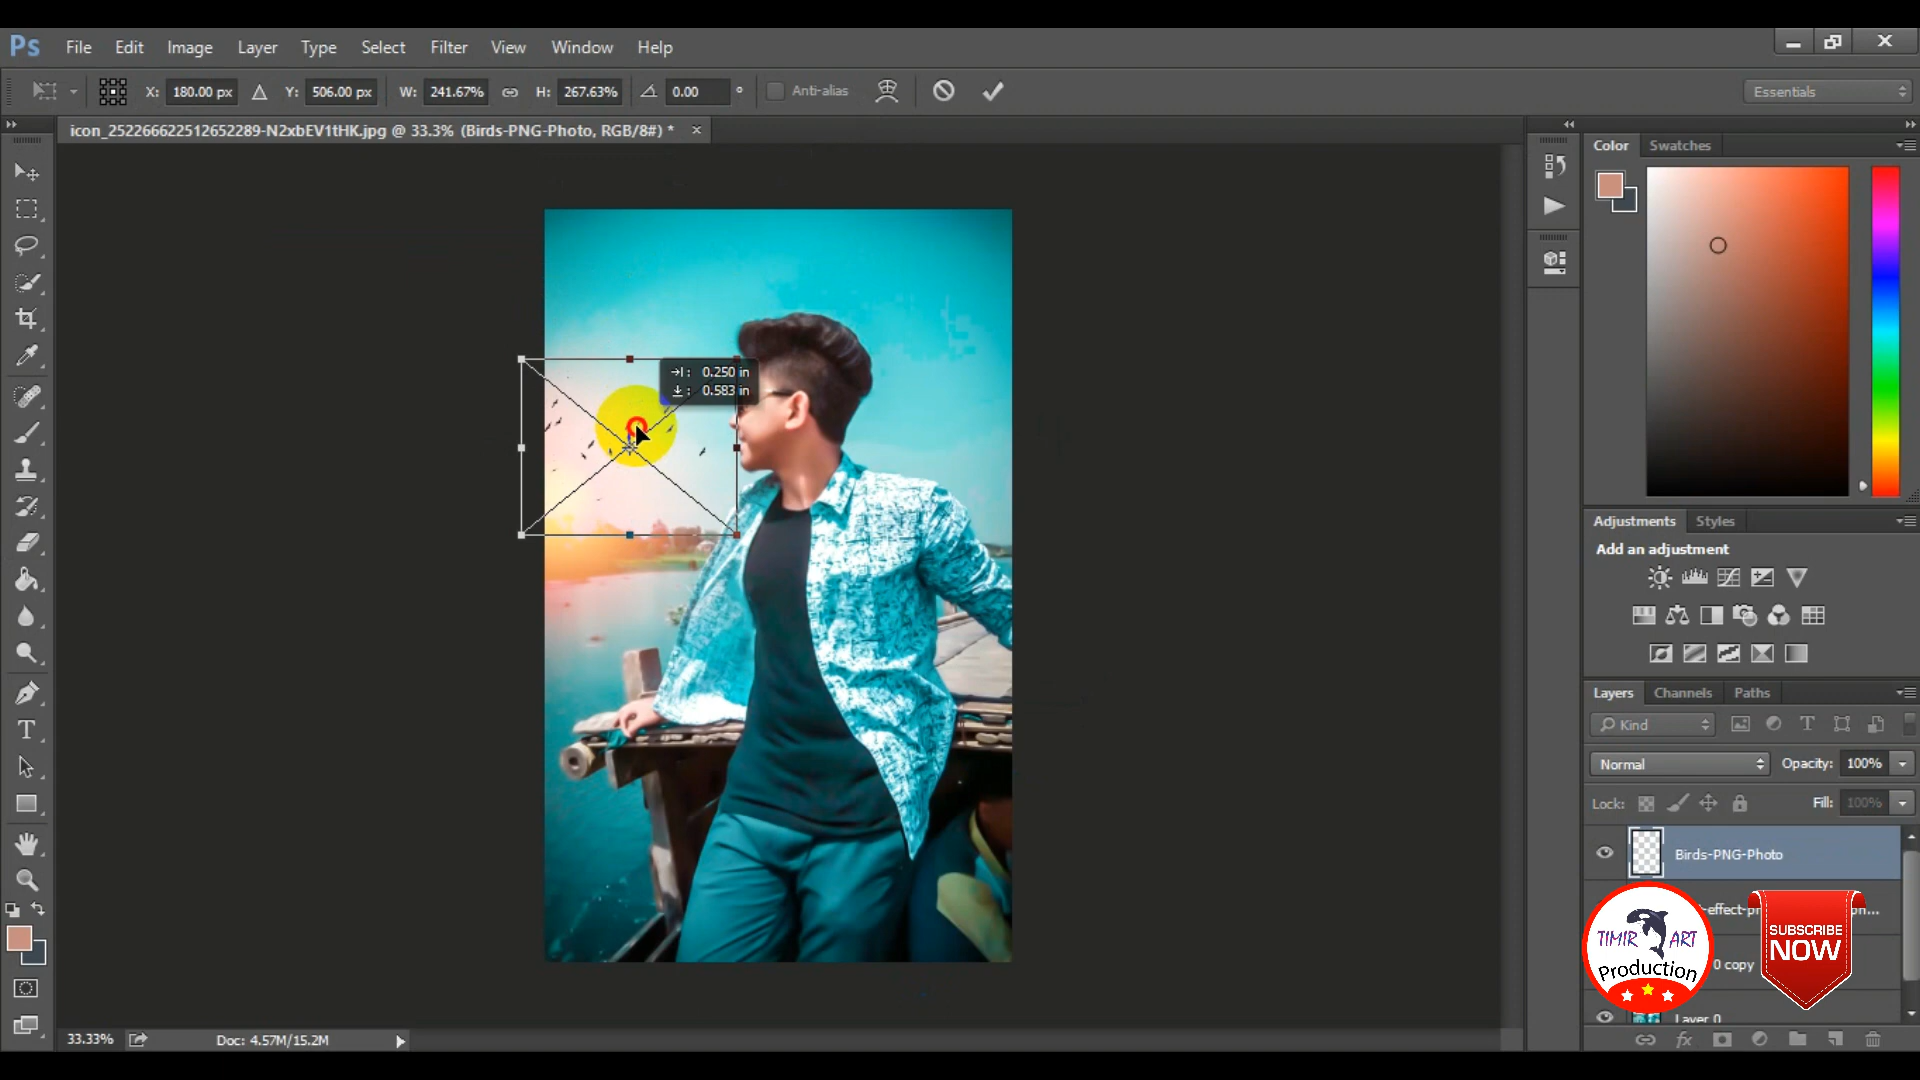 Ps File Edit Image Layer Type Select Filter View Window Help
X: 180.00 px Y: 506.00 px W: 241.67% H: 267.63% 0.00 ° Anti-alias Essentials
icon_252266622512652289-N2xbEV1tHK.jpg @ 33.3% (Birds-PNG-Photo, RGB/8#) * ×
Color Swatches
: 0.250 in
: 0.583 in
Adjustments Styles
Add an adjustment
Layers Channels Paths
Kind
Normal Opacity: 100%
Lock: Fill: 100%
Birds-PNG-Photo
-effect-pn...
0 copy
Layer 0
TIMIR ART
Production
SUBSCRIBE
NOW
33.33% Doc: 4.57M/15.2M